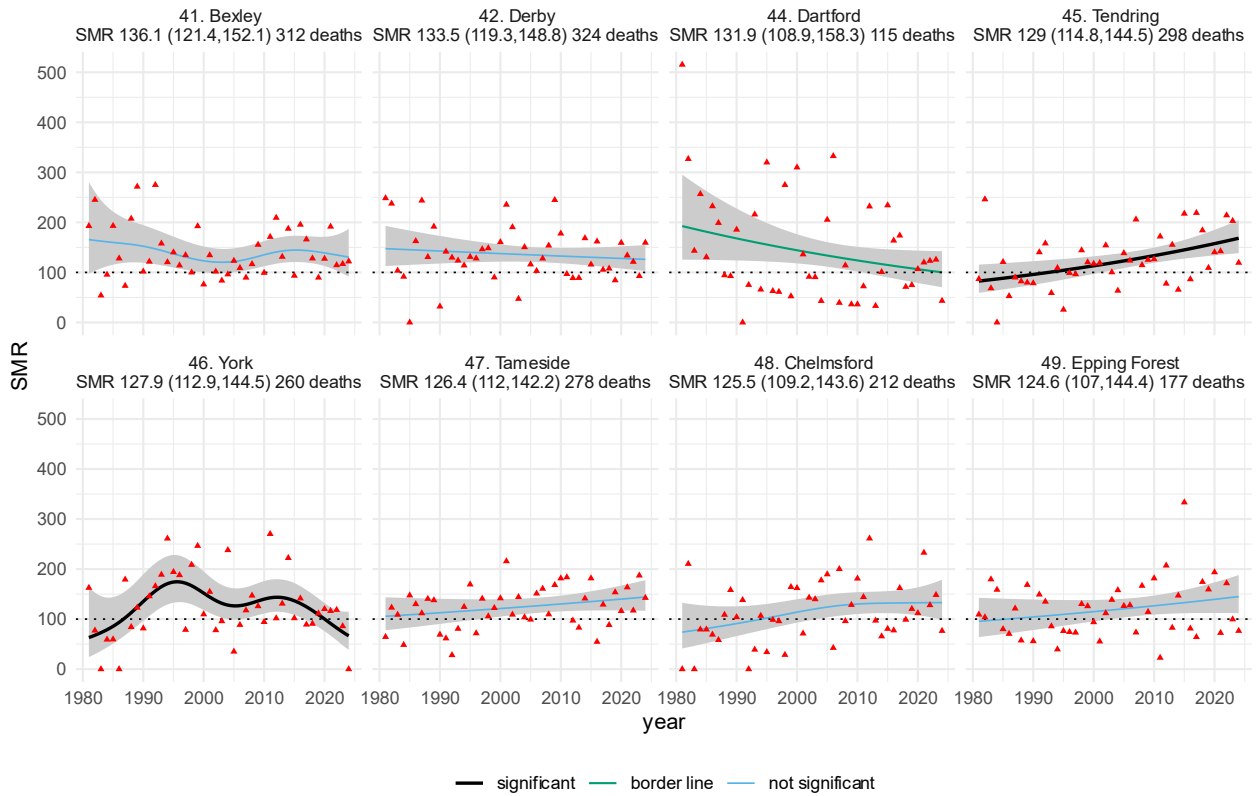 41. Bexley
SMR 136.1 (121.4,152.1) 312 deaths
42. Derby
SMR 133.5 (119.3,148.8) 324 deaths
44. Dartford
SMR 131.9 (108.9,158.3) 115 deaths
45. Tendring
SMR 129 (114.8,144.5) 298 deaths
500
400
300
200
100
0
SMR
46. York
SMR 127.9 (112.9,144.5) 260 deaths
47. Tameside
SMR 126.4 (112,142.2) 278 deaths
48. Chelmsford
SMR 125.5 (109.2,143.6) 212 deaths
49. Epping Forest
SMR 124.6 (107,144.4) 177 deaths
500
400
300
200
100
0
1980 1990 2000 2010 2020
1980 1990 2000 2010 2020
1980 1990 2000 2010 2020
1980 1990 2000 2010 2020
year
significant border line not significant